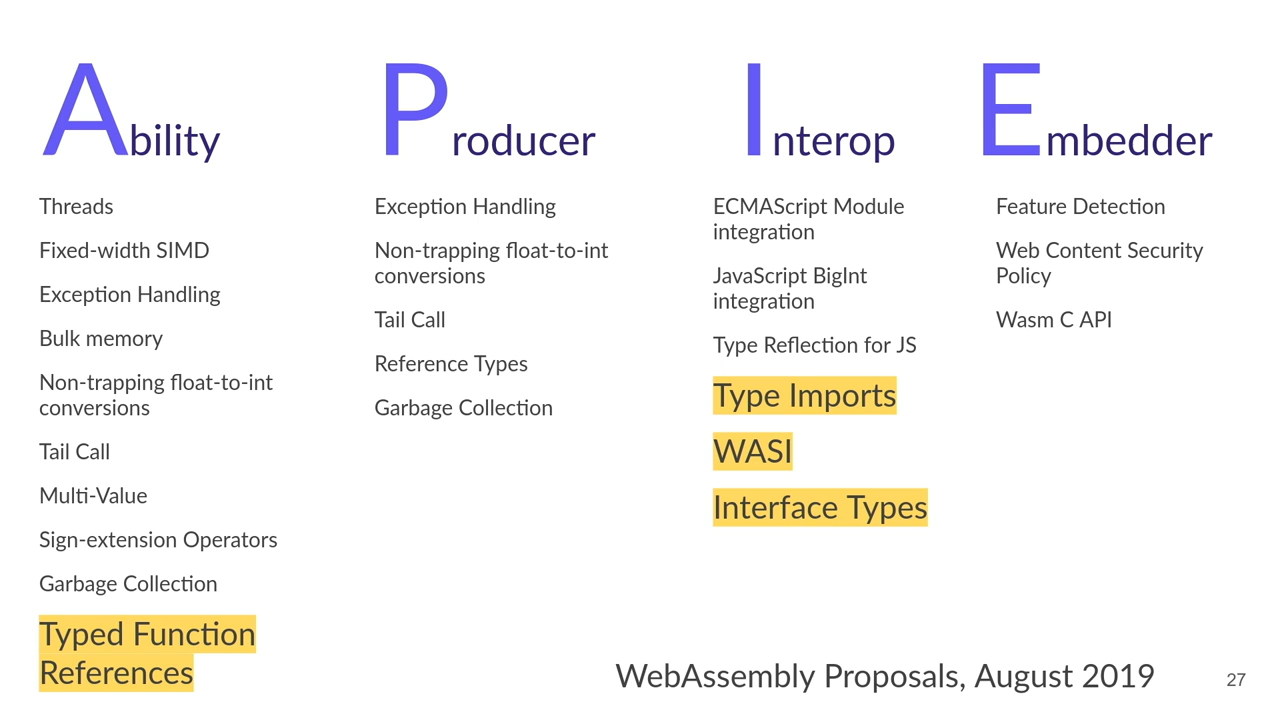 Ability
Threads
Fixed-width SIMD
Exception Handling
Bulk memory
Non-trapping float-to-int
conversions
Tail Call
Multi-Value
Sign-extension Operators
Garbage Collection
Typed Function
References
Producer
Exception Handling
Non-trapping float-to-int
conversions
Tail Call
Reference Types
Garbage Collection
Interop
ECMAScript Module
integration
JavaScript BigInt
integration
Type Reflection for JS
Type Imports
WASI
Interface Types
Embedder
Feature Detection
Web Content Security
Policy
Wasm C API
WebAssembly Proposals, August 2019
27